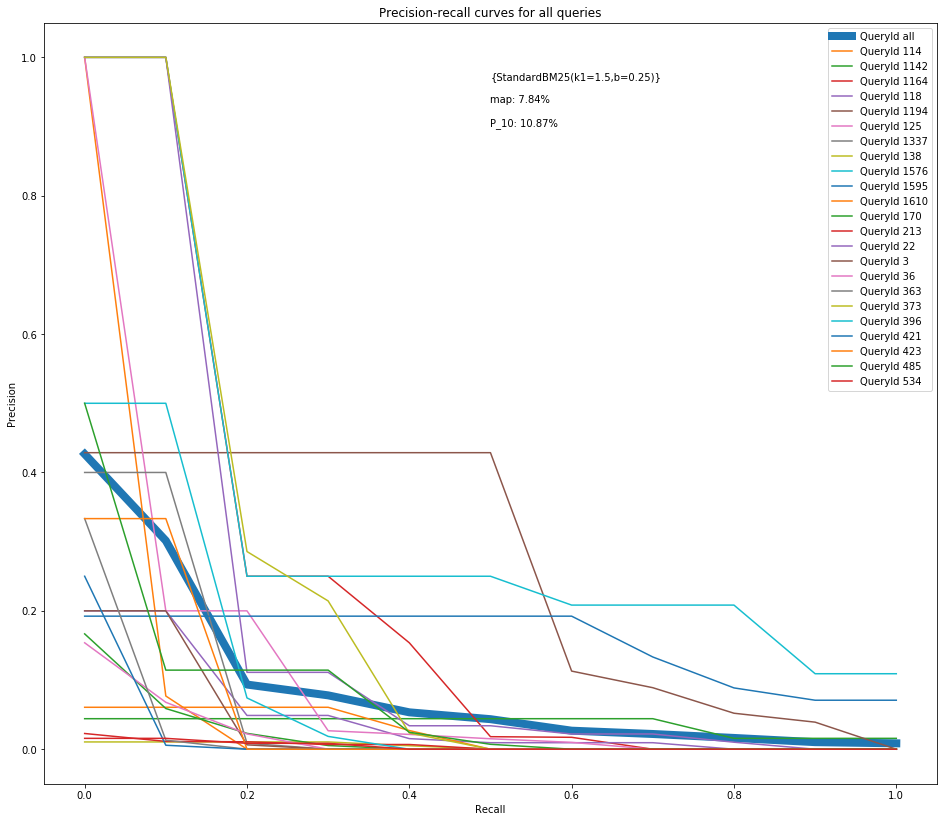 Precision-recall curves for all queries
1.0
0.8
0.6
0.4
0.2
0.0
Precision
{StandardBM25(k1=1.5,b=0.25)}
map: 7.84%
P_10: 10.87%
QueryId all
QueryId 114
QueryId 1142
QueryId 1164
QueryId 118
QueryId 1194
QueryId 125
QueryId 1337
QueryId 138
QueryId 1576
QueryId 1595
QueryId 1610
QueryId 170
QueryId 213
QueryId 22
QueryId 3
QueryId 36
QueryId 363
QueryId 373
QueryId 396
QueryId 421
QueryId 423
QueryId 485
QueryId 534
0.0 0.2 0.4 0.6 0.8 1.0
Recall